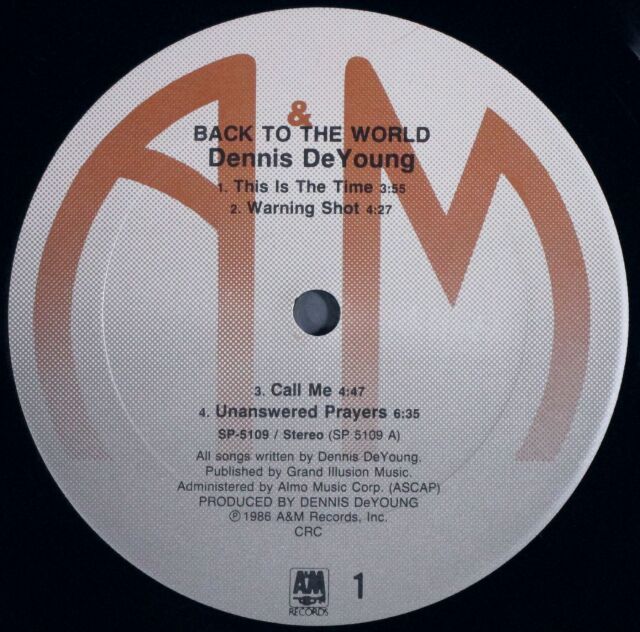 A&M
BACK TO THE WORLD
Dennis DeYoung
1. This Is The Time 3:55
2. Warning Shot 4:27
3. Call Me 4:47
4. Unanswered Prayers 6:35
SP-5109 / Stereo (SP 5109 A)
All songs written by Dennis DeYoung.
Published by Grand Illusion Music.
Administered by Almo Music Corp. (ASCAP)
PRODUCED BY DENNIS DeYOUNG
℗ 1986 A&M Records, Inc.
CRC
A&M
RECORDS
1